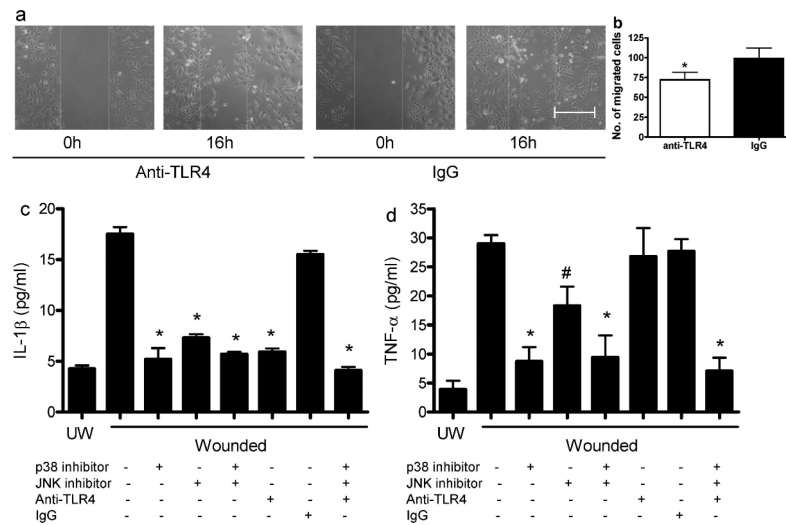 a
0h
16h
0h
16h
Anti-TLR4
IgG
b
No. of migrated cells
125
100
75
50
25
0
*
anti-TLR4
IgG
c
IL-1β (pg/ml)
20
15
10
5
0
* * * * *
UW
Wounded
p38 inhibitor - + - + - - +
JNK inhibitor - - + + - - +
Anti-TLR4 - - - - + - +
IgG - - - - - + -
d
TNF-α (pg/ml)
35
30
25
20
15
10
5
0
* # * *
UW
Wounded
p38 inhibitor - + - + - - +
JNK inhibitor - - + + - - +
Anti-TLR4 - - - - + - +
IgG - - - - - + -